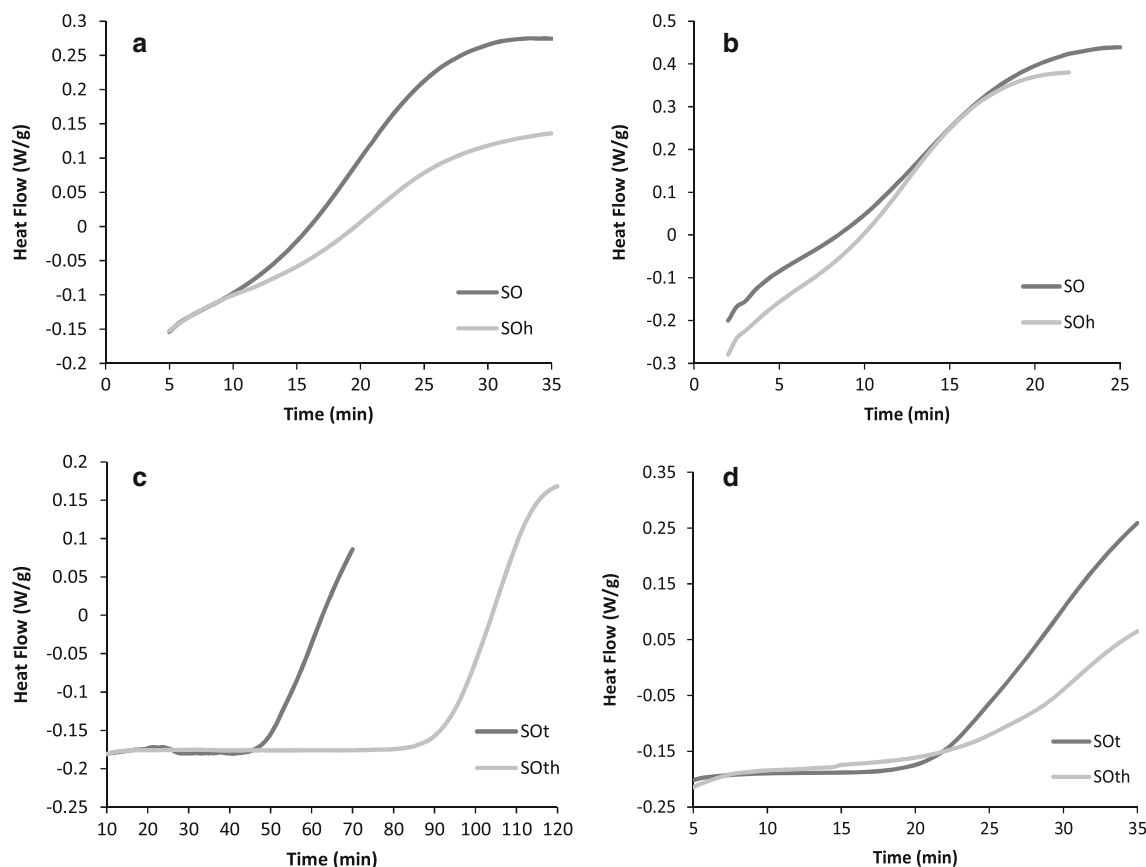 a
Heat Flow (W/g)
0.3
0.25
0.2
0.15
0.1
0.05
0
-0.05
-0.1
-0.15
-0.2
0 5 10 15 20 25 30 35
Time (min)
SO
SOh
b
Heat Flow (W/g)
0.5
0.4
0.3
0.2
0.1
0
-0.1
-0.2
-0.3
0 5 10 15 20 25
Time (min)
SO
SOh
c
Heat Flow (W/g)
0.2
0.15
0.1
0.05
0
-0.05
-0.1
-0.15
-0.2
-0.25
10 20 30 40 50 60 70 80 90 100 110 120
Time (min)
SOt
SOth
d
Heat Flow (W/g)
0.35
0.25
0.15
0.05
-0.05
-0.15
-0.25
5 10 15 20 25 30 35
Time (min)
SOt
SOth